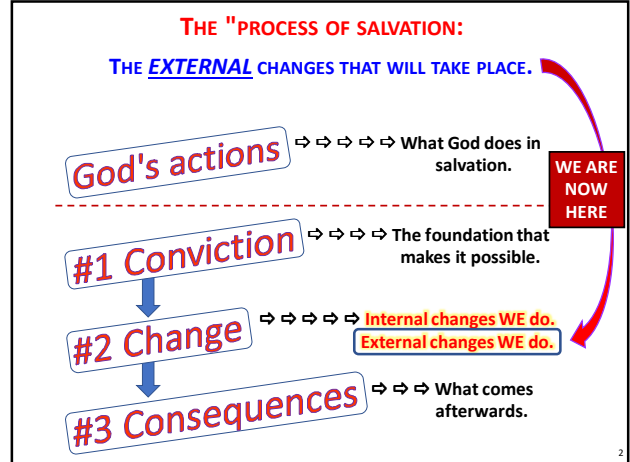 THE "PROCESS OF SALVATION:
THE EXTERNAL CHANGES THAT WILL TAKE PLACE.
God's actions ⇨ ⇨ ⇨ ⇨ ⇨ What God does in
salvation.
WE ARE
NOW
HERE
#1 Conviction ⇨ ⇨ ⇨ ⇨ The foundation that
makes it possible.
#2 Change ⇨ ⇨ ⇨ ⇨ ⇨ Internal changes WE do.
External changes WE do.
#3 Consequences ⇨ ⇨ ⇨ What comes
afterwards.
2